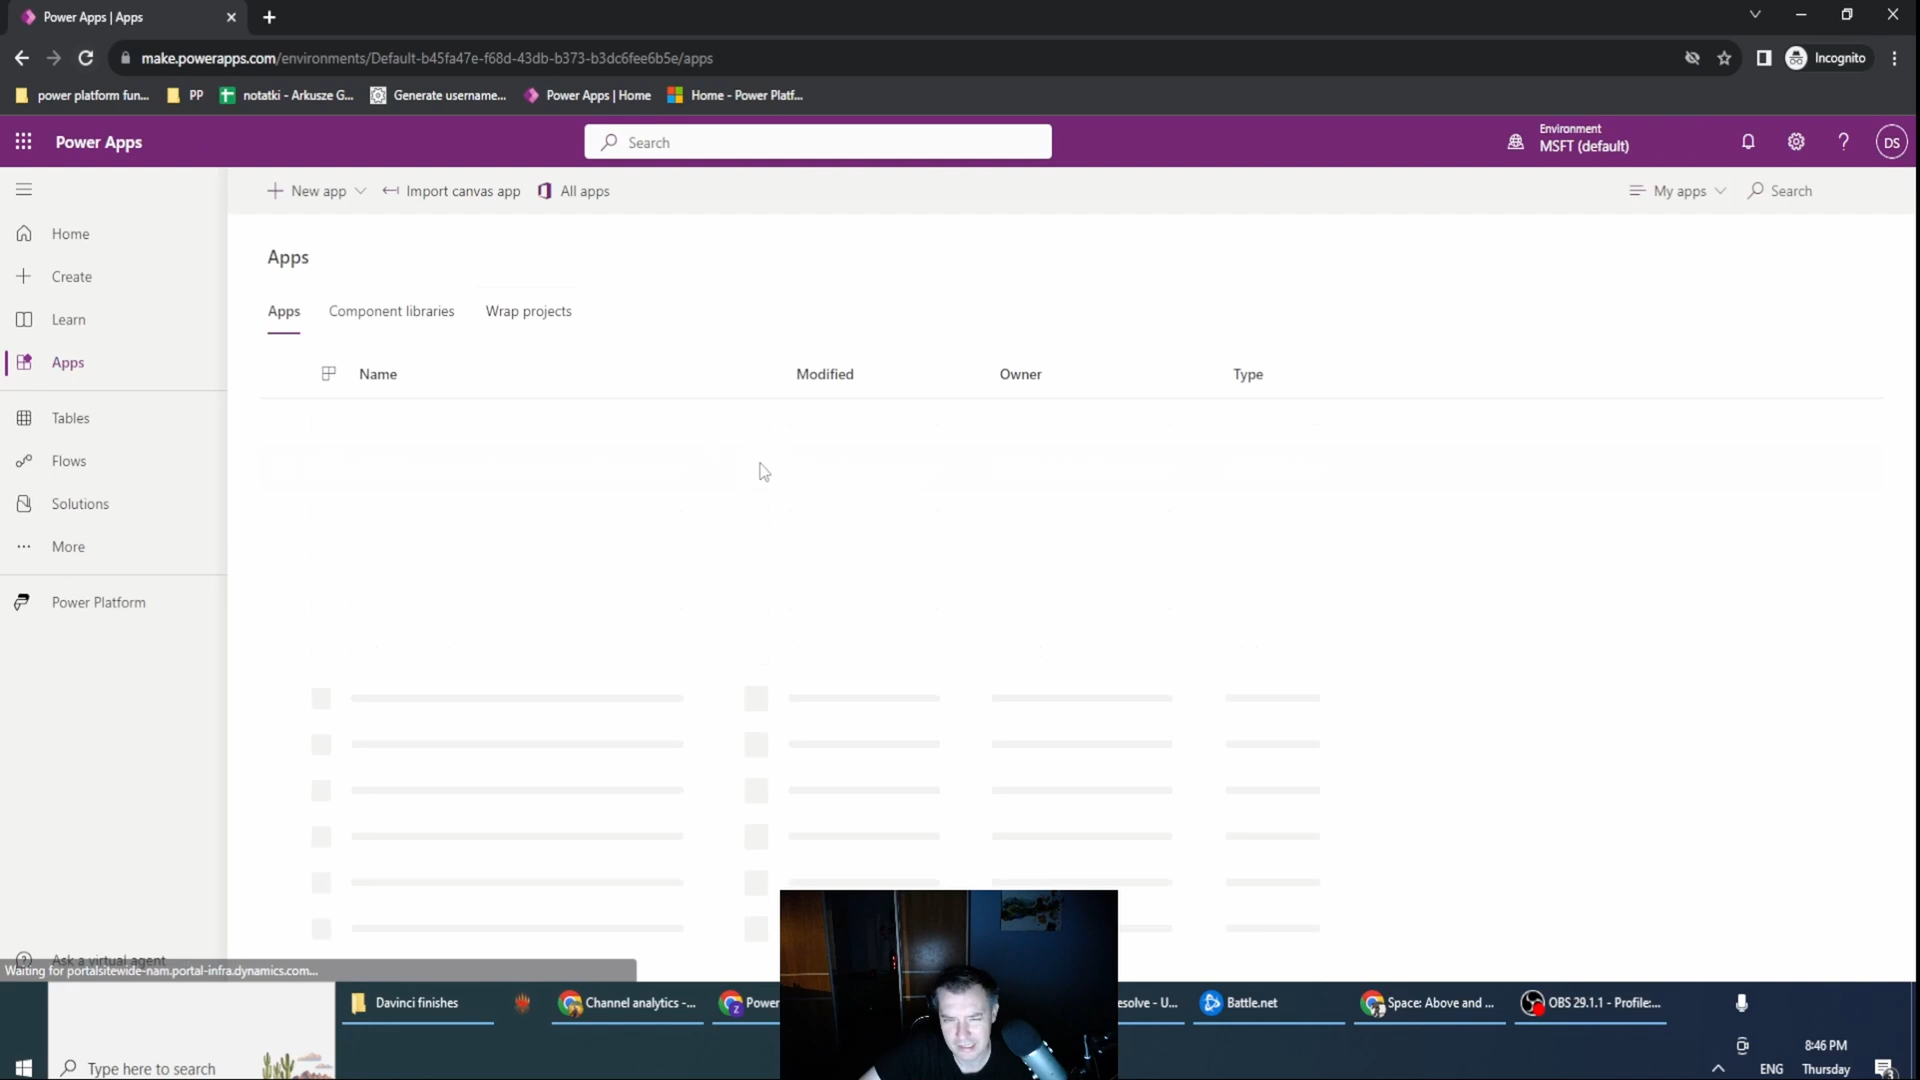 Power Apps | Apps
make.powerapps.com/environments/Default-b45fa47e-f68d-43db-b373-b3dc6fee6b5e/apps
Incognito
power platform fun...
PP
notatki - Arkusze G...
Generate username...
Power Apps | Home
Home - Power Platf...
Power Apps
Search
Environment
MSFT (default)
DS
New app
Import canvas app
All apps
My apps
Search
Home
Create
Learn
Apps
Tables
Flows
Solutions
More
Power Platform
Ask a virtual agent
Apps
Apps
Component libraries
Wrap projects
Name
Modified
Owner
Type
Waiting for portalsitewide-nam.portal-infra.dynamics.com...
Davinci finishes
Channel analytics -...
Power
esolve - U...
Battle.net
Space: Above and ...
OBS 29.1.1 - Profile:...
Type here to search
8:46 PM
ENG
Thursday
3